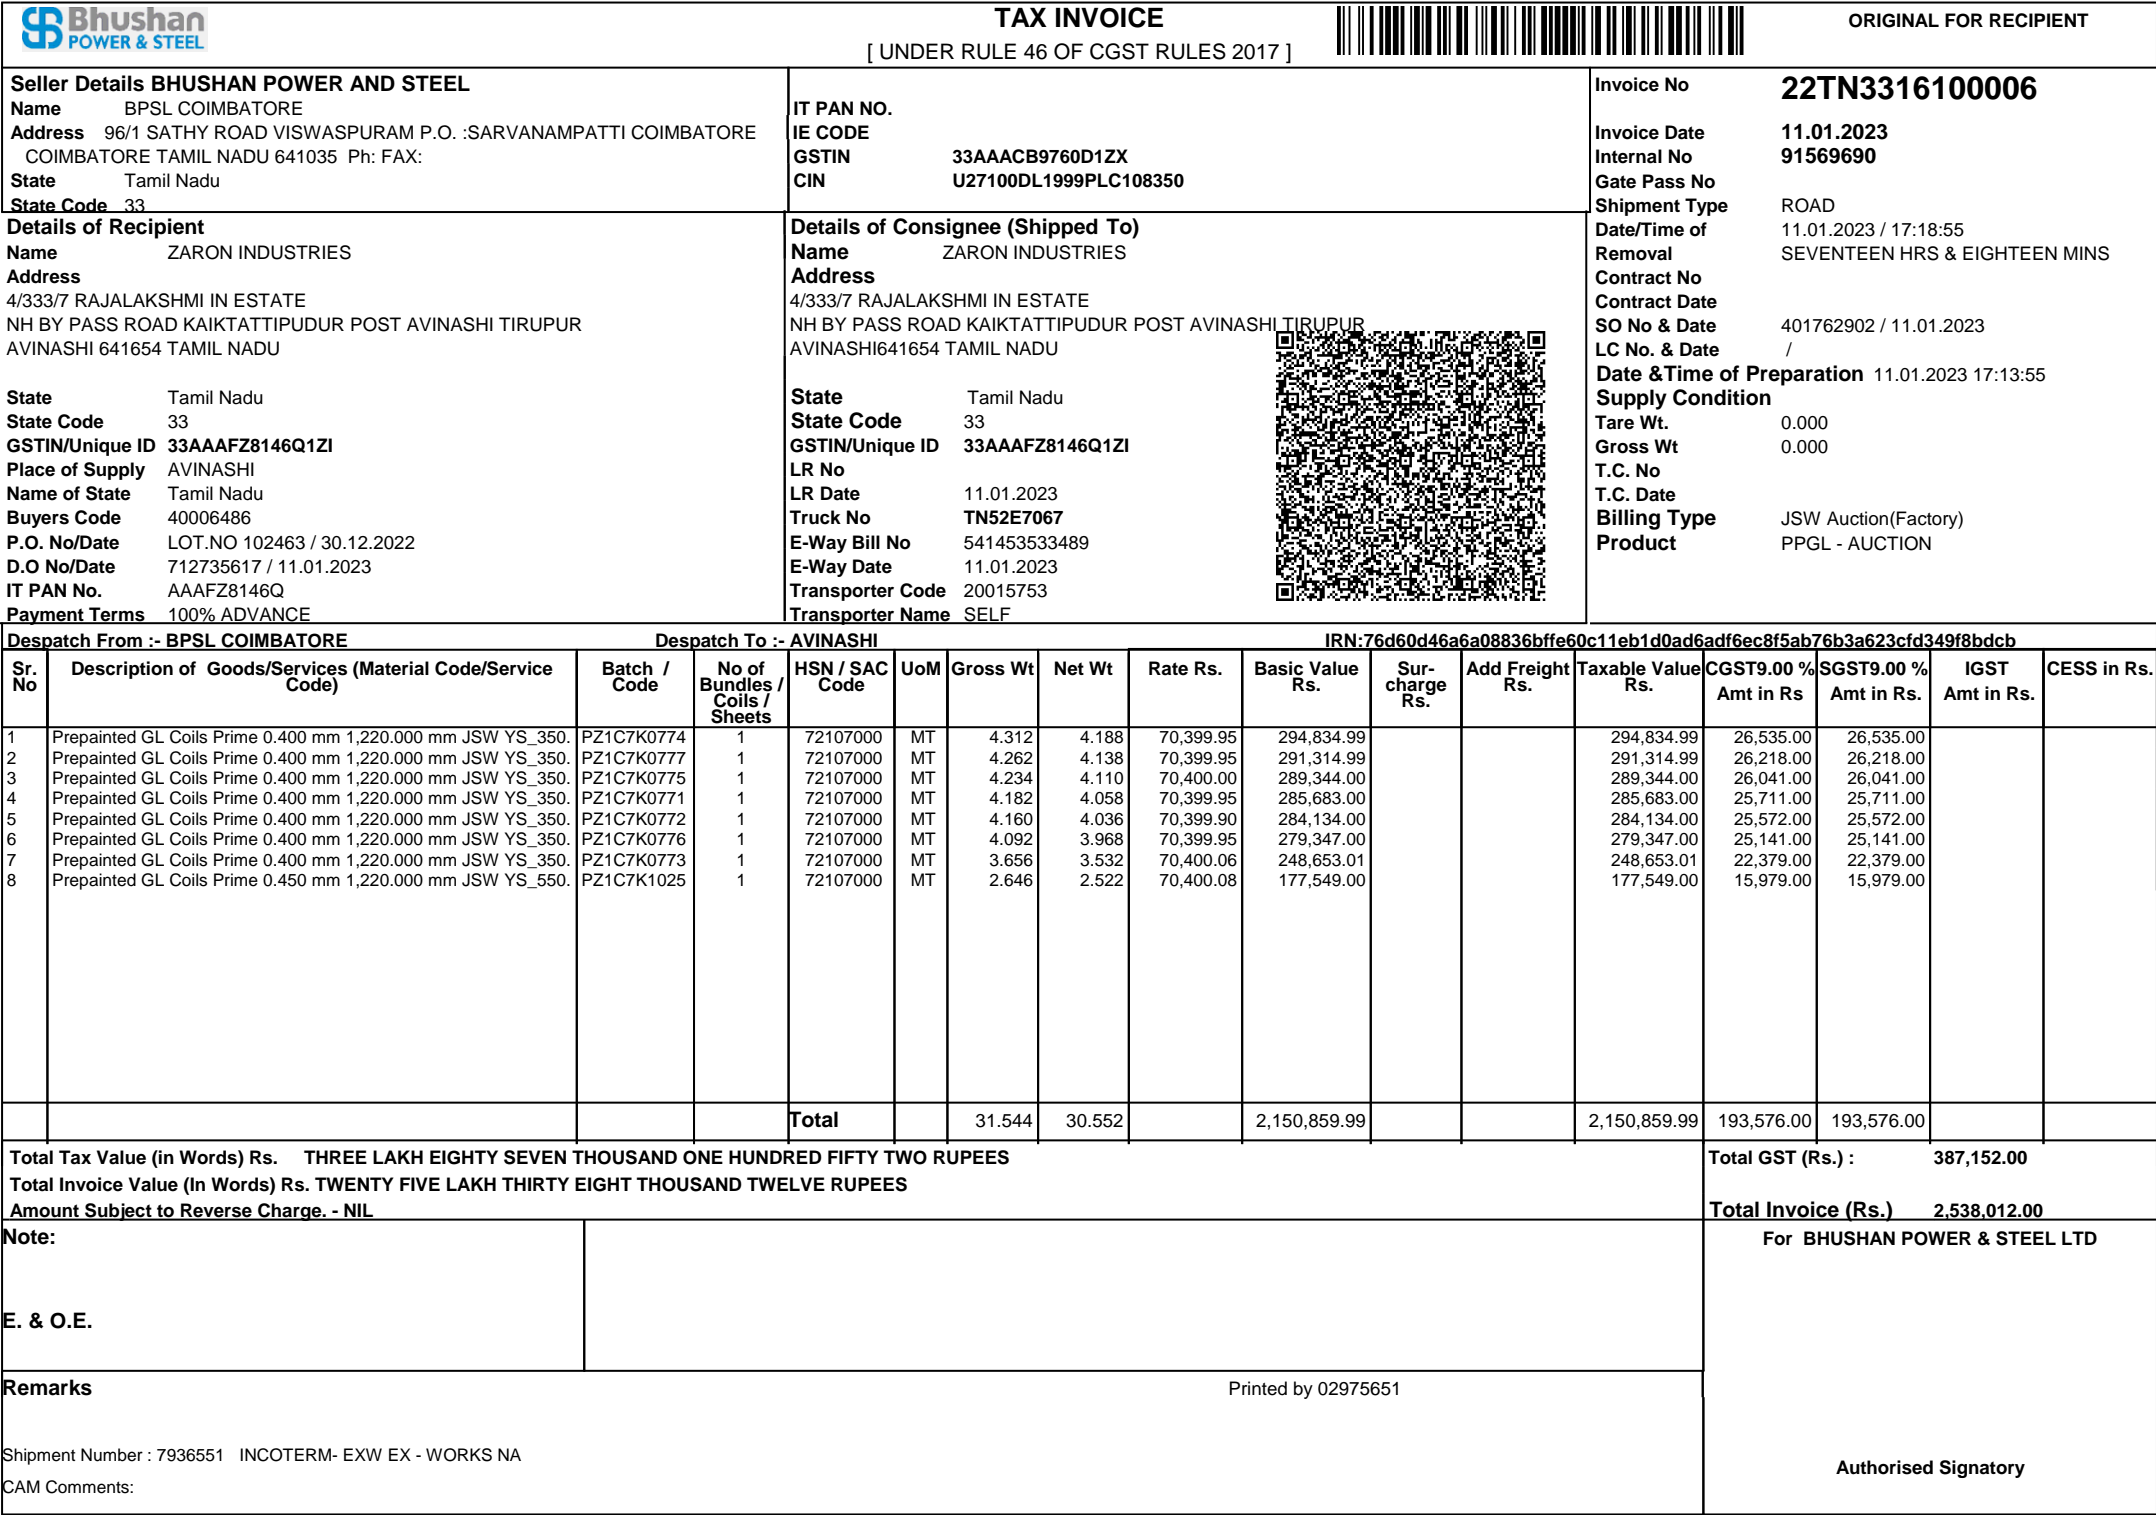 Bhushan
POWER & STEEL
TAX INVOICE
[ UNDER RULE 46 OF CGST RULES 2017 ]
ORIGINAL FOR RECIPIENT
Seller Details BHUSHAN POWER AND STEEL
Name BPSL COIMBATORE
Address 96/1 SATHY ROAD VISWASPURAM P.O. :SARVANAMPATTI COIMBATORE
COIMBATORE TAMIL NADU 641035 Ph: FAX:
State Tamil Nadu
State Code 33
IT PAN NO.
IE CODE
GSTIN 33AAACB9760D1ZX
CIN U27100DL1999PLC108350
Invoice No 22TN3316100006
Invoice Date 11.01.2023
Internal No 91569690
Gate Pass No
Shipment Type ROAD
Date/Time of 11.01.2023 / 17:18:55
Removal SEVENTEEN HRS & EIGHTEEN MINS
Contract No
Contract Date
SO No & Date 401762902 / 11.01.2023
LC No. & Date /
Date &Time of Preparation 11.01.2023 17:13:55
Supply Condition
Tare Wt. 0.000
Gross Wt 0.000
T.C. No
T.C. Date
Billing Type JSW Auction(Factory)
Product PPGL - AUCTION
Details of Recipient
Name ZARON INDUSTRIES
Address
4/333/7 RAJALAKSHMI IN ESTATE
NH BY PASS ROAD KAIKTATTIPUDUR POST AVINASHI TIRUPUR
AVINASHI 641654 TAMIL NADU
State Tamil Nadu
State Code 33
GSTIN/Unique ID 33AAAFZ8146Q1ZI
Place of Supply AVINASHI
Name of State Tamil Nadu
Buyers Code 40006486
P.O. No/Date LOT.NO 102463 / 30.12.2022
D.O No/Date 712735617 / 11.01.2023
IT PAN No. AAAFZ8146Q
Payment Terms 100% ADVANCE
Details of Consignee (Shipped To)
Name ZARON INDUSTRIES
Address
4/333/7 RAJALAKSHMI IN ESTATE
NH BY PASS ROAD KAIKTATTIPUDUR POST AVINASHI TIRUPUR
AVINASHI641654 TAMIL NADU
State Tamil Nadu
State Code 33
GSTIN/Unique ID 33AAAFZ8146Q1ZI
LR No
LR Date 11.01.2023
Truck No TN52E7067
E-Way Bill No 541453533489
E-Way Date 11.01.2023
Transporter Code 20015753
Transporter Name SELF
Despatch From :- BPSL COIMBATORE Despatch To :- AVINASHI IRN:76d60d46a6a08836bffe60c11eb1d0ad6adf6ec8f5ab76b3a623cfd349f8bdcb
Sr. No Description of Goods/Services (Material Code/Service Code) Batch / Code No of Bundles / Coils / Sheets HSN / SAC Code UoM Gross Wt Net Wt Rate Rs. Basic Value Rs. Sur- charge Rs. Add Freight Rs. Taxable Value Rs. CGST9.00 % Amt in Rs SGST9.00 % Amt in Rs. IGST Amt in Rs. CESS in Rs.
1 Prepainted GL Coils Prime 0.400 mm 1,220.000 mm JSW YS_350. PZ1C7K0774 1 72107000 MT 4.312 4.188 70,399.95 294,834.99 294,834.99 26,535.00 26,535.00
2 Prepainted GL Coils Prime 0.400 mm 1,220.000 mm JSW YS_350. PZ1C7K0777 1 72107000 MT 4.262 4.138 70,399.95 291,314.99 291,314.99 26,218.00 26,218.00
3 Prepainted GL Coils Prime 0.400 mm 1,220.000 mm JSW YS_350. PZ1C7K0775 1 72107000 MT 4.234 4.110 70,400.00 289,344.00 289,344.00 26,041.00 26,041.00
4 Prepainted GL Coils Prime 0.400 mm 1,220.000 mm JSW YS_350. PZ1C7K0771 1 72107000 MT 4.182 4.058 70,399.95 285,683.00 285,683.00 25,711.00 25,711.00
5 Prepainted GL Coils Prime 0.400 mm 1,220.000 mm JSW YS_350. PZ1C7K0772 1 72107000 MT 4.160 4.036 70,399.90 284,134.00 284,134.00 25,572.00 25,572.00
6 Prepainted GL Coils Prime 0.400 mm 1,220.000 mm JSW YS_350. PZ1C7K0776 1 72107000 MT 4.092 3.968 70,399.95 279,347.00 279,347.00 25,141.00 25,141.00
7 Prepainted GL Coils Prime 0.400 mm 1,220.000 mm JSW YS_350. PZ1C7K0773 1 72107000 MT 3.656 3.532 70,400.06 248,653.01 248,653.01 22,379.00 22,379.00
8 Prepainted GL Coils Prime 0.450 mm 1,220.000 mm JSW YS_550. PZ1C7K1025 1 72107000 MT 2.646 2.522 70,400.08 177,549.00 177,549.00 15,979.00 15,979.00
Total 31.544 30.552 2,150,859.99 2,150,859.99 193,576.00 193,576.00
Total Tax Value (in Words) Rs. THREE LAKH EIGHTY SEVEN THOUSAND ONE HUNDRED FIFTY TWO RUPEES
Total GST (Rs.) : 387,152.00
Total Invoice Value (In Words) Rs. TWENTY FIVE LAKH THIRTY EIGHT THOUSAND TWELVE RUPEES
Amount Subject to Reverse Charge. - NIL
Total Invoice (Rs.) 2,538,012.00
Note:
For BHUSHAN POWER & STEEL LTD
E. & O.E.
Remarks
Printed by 02975651
Shipment Number : 7936551 INCOTERM- EXW EX - WORKS NA
Authorised Signatory
CAM Comments: